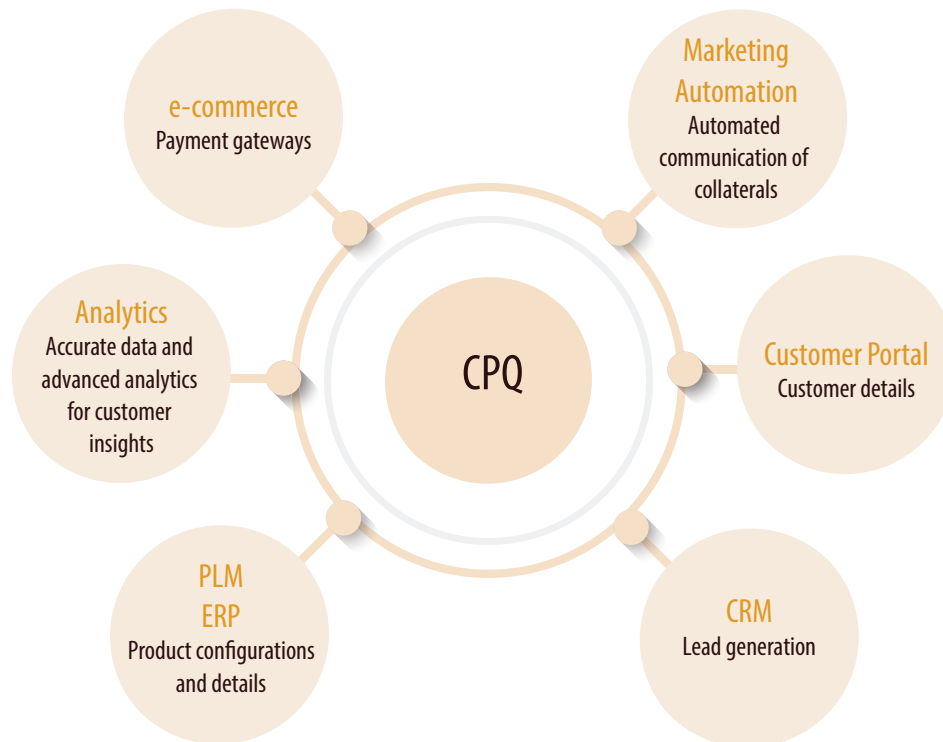 e-commerce
Payment gateways
Marketing
Automation
Automated
communication of
collaterals
Analytics
Accurate data and
advanced analytics
for customer
insights
CPQ
Customer Portal
Customer details
PLM
ERP
Product configurations
and details
CRM
Lead generation